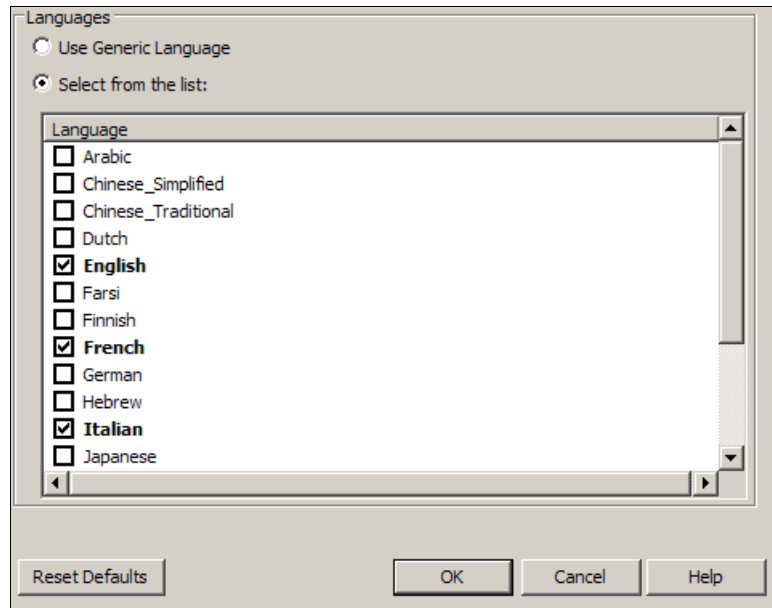 Languages
Use Generic Language
Select from the list:
Language
Arabic
Chinese_Simplified
Chinese_Traditional
Dutch
English
Farsi
Finnish
French
German
Hebrew
Italian
Japanese
Reset Defaults OK Cancel Help